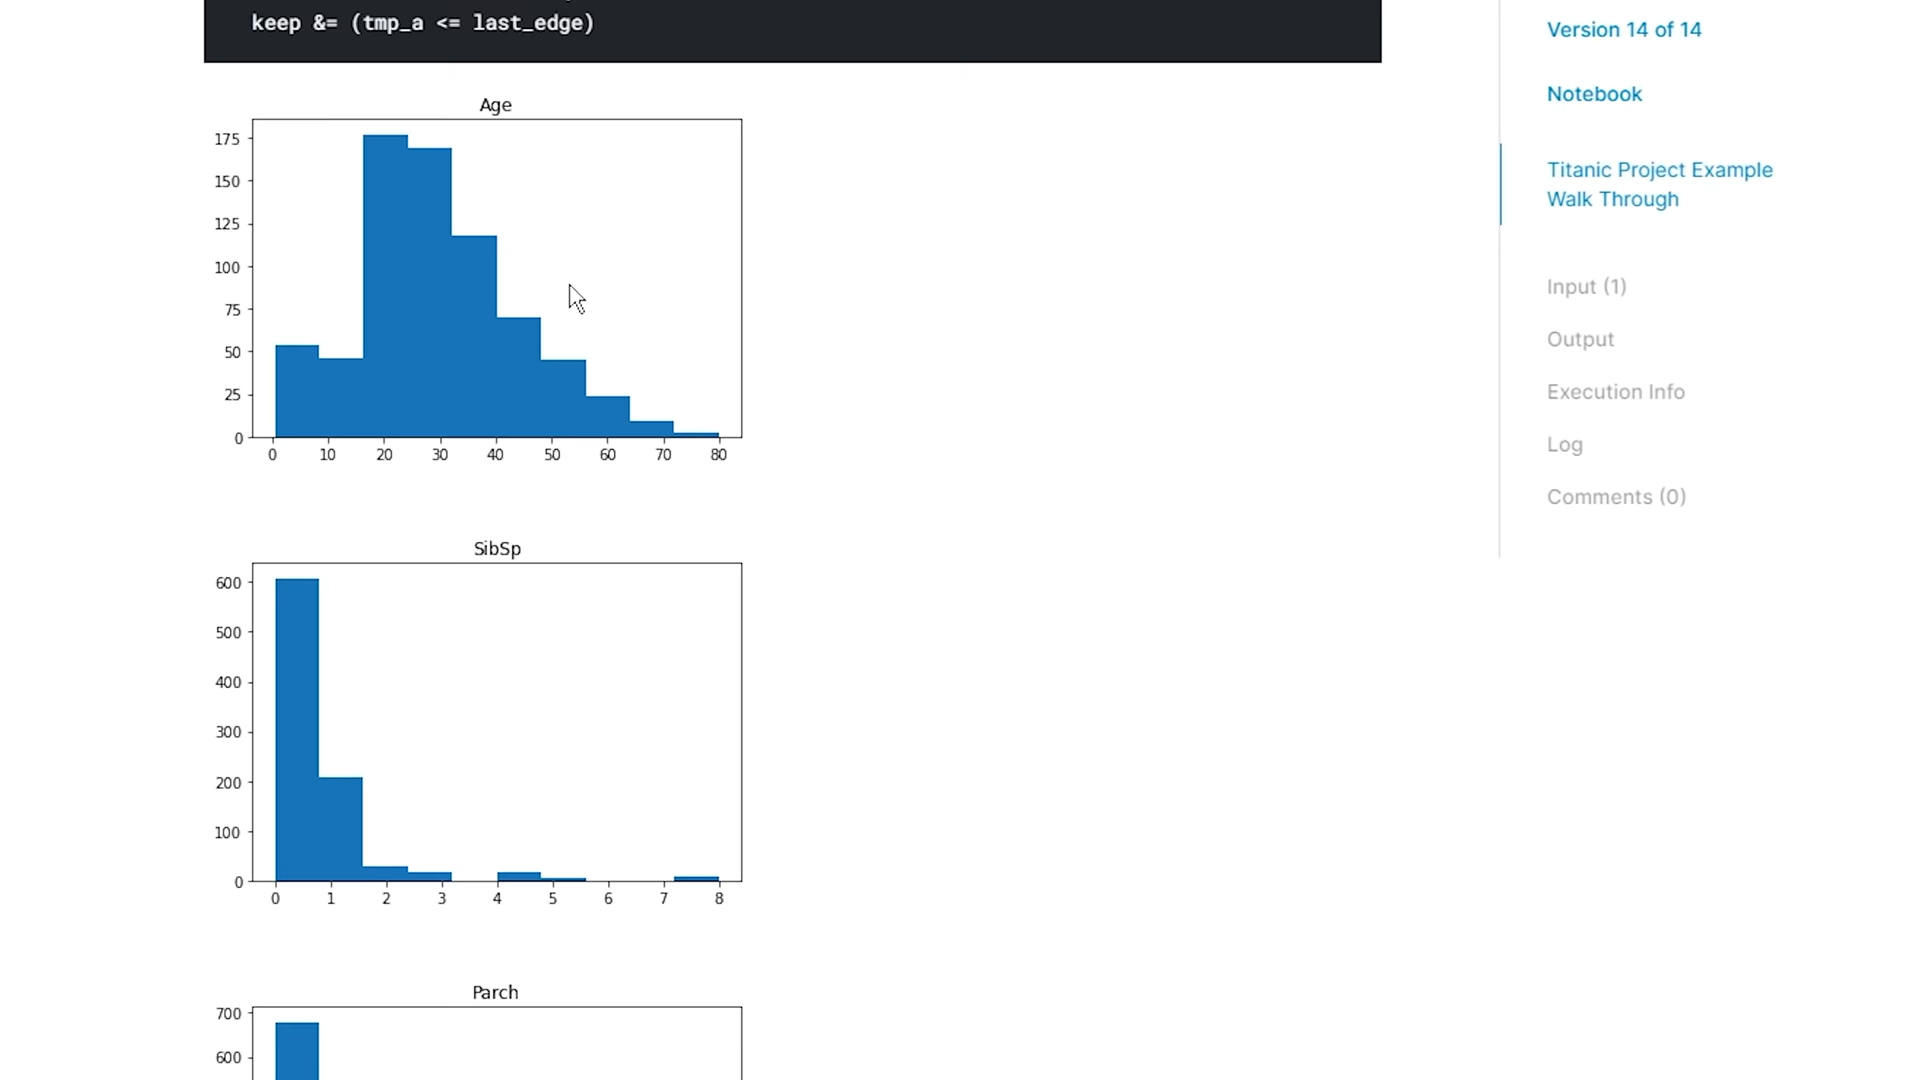 keep &= (tmp_a <= last_edge)
Version 14 of 14
Notebook
Titanic Project Example
Walk Through
Input (1)
Output
Execution Info
Log
Comments (0)
Age
175
150
125
100
75
50
25
0
0 10 20 30 40 50 60 70 80
SibSp
600
500
400
300
200
100
0
0 1 2 3 4 5 6 7 8
Parch
700
600